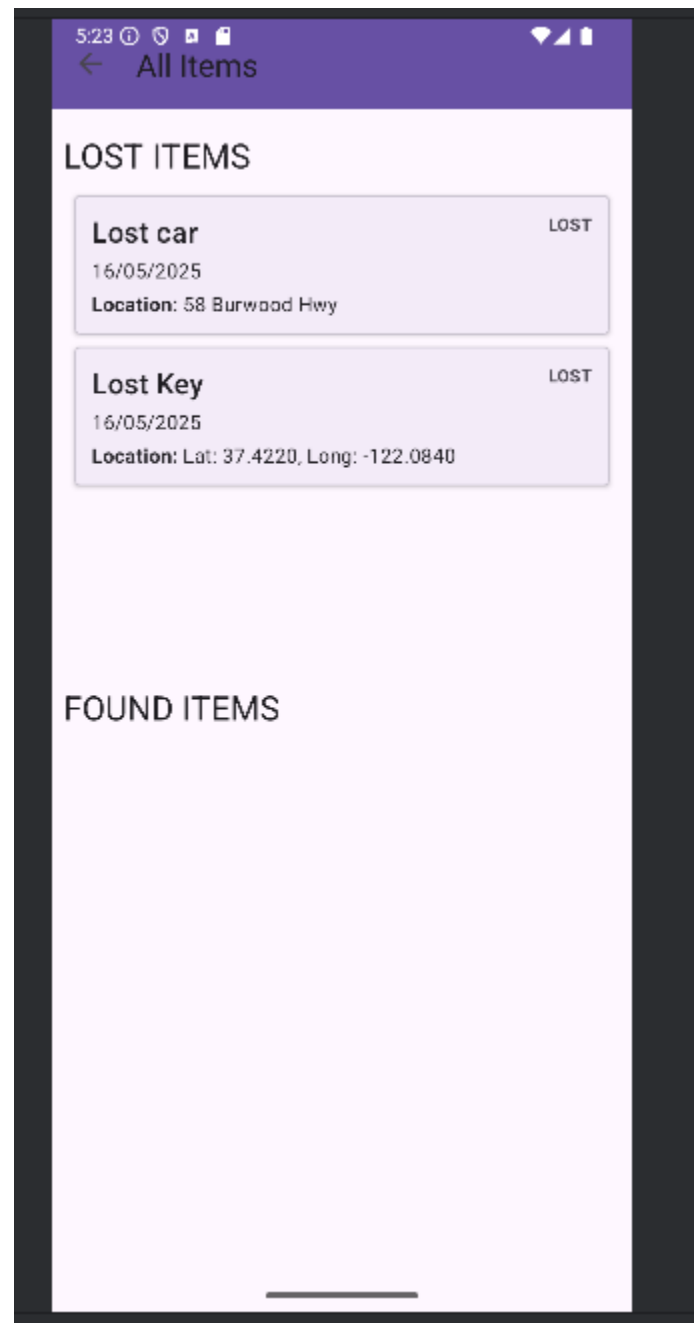 5:23
All Items
LOST ITEMS
Lost car
LOST
16/05/2025
Location: 58 Burwood Hwy
Lost Key
LOST
16/05/2025
Location: Lat: 37.4220, Long: -122.0840
FOUND ITEMS